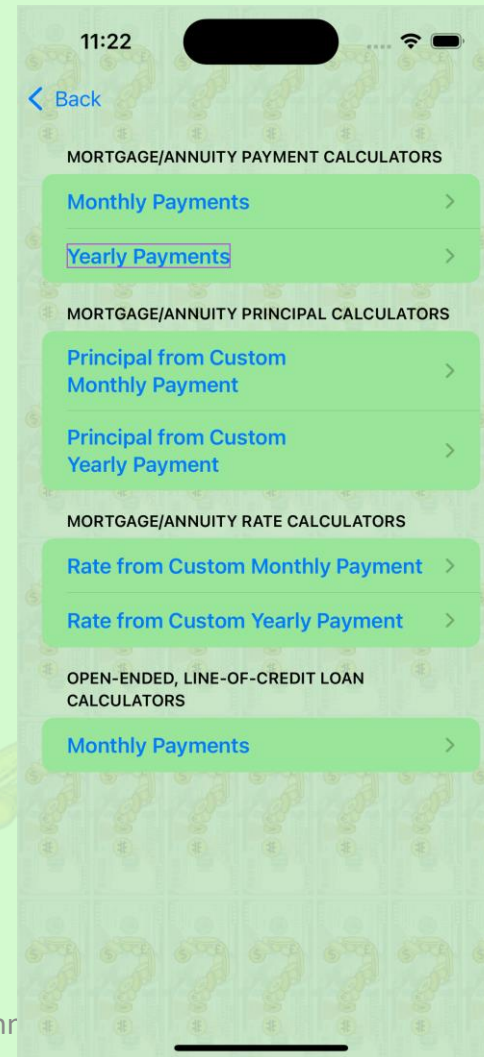 11:22
Back
MORTGAGE/ANNUITY PAYMENT CALCULATORS
Monthly Payments
Yearly Payments
MORTGAGE/ANNUITY PRINCIPAL CALCULATORS
Principal from Custom
Monthly Payment
Principal from Custom
Yearly Payment
MORTGAGE/ANNUITY RATE CALCULATORS
Rate from Custom Monthly Payment
Rate from Custom Yearly Payment
OPEN-ENDED, LINE-OF-CREDIT LOAN
CALCULATORS
Monthly Payments